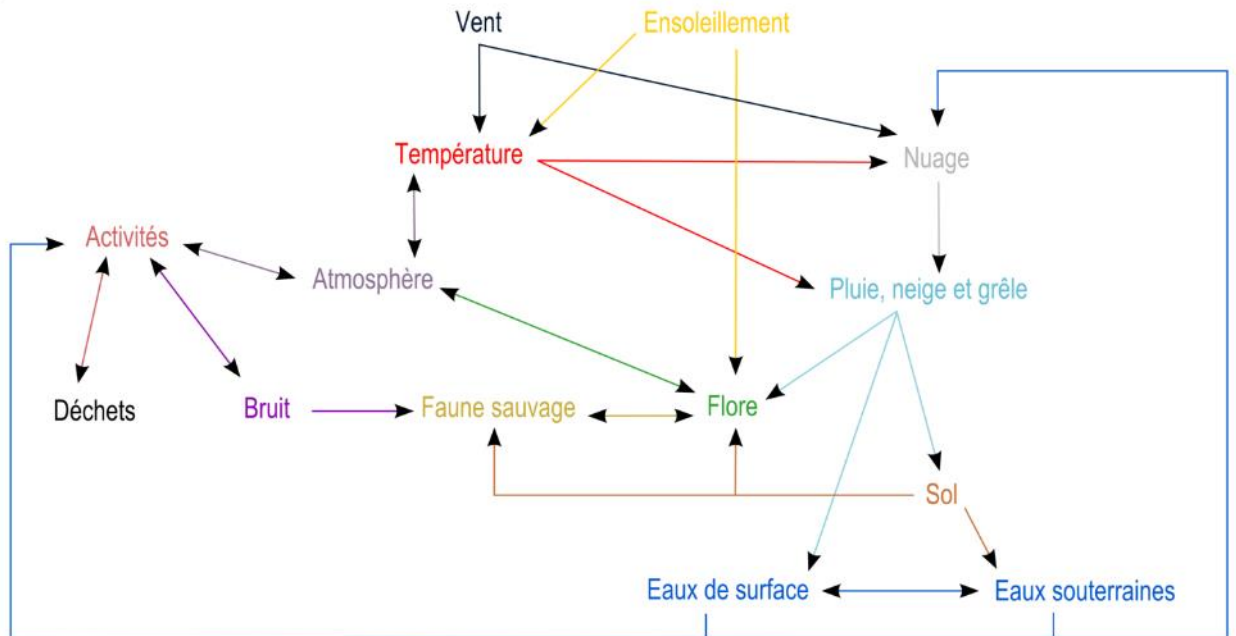 Vent
Ensoleillement
Température
Nuage
Activités
Atmosphère
Pluie, neige et grêle
Déchets
Bruit
Faune sauvage
Flore
Sol
Eaux de surface
Eaux souterraines